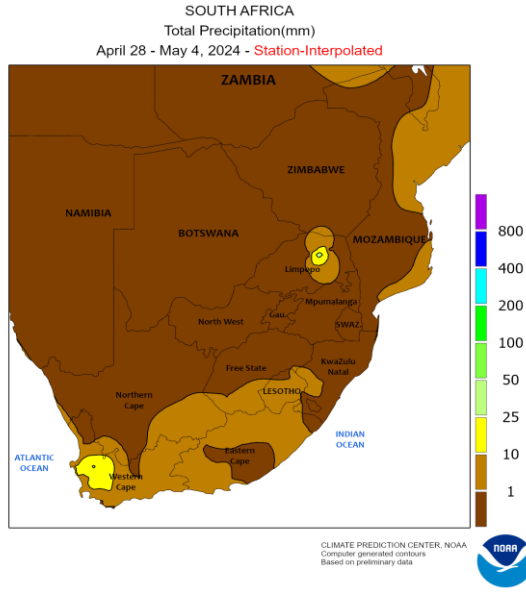 SOUTH AFRICA
Total Precipitation(mm)
April 28 - May 4, 2024 - Station-Interpolated
ZAMBIA
ZIMBABWE
NAMIBIA
BOTSWANA
MOZAMBIQUE
Limpopo
Mpumalanga
North West
Gau.
SWAZ.
Free State
KwaZulu
Natal
LESOTHO
Northern
Cape
Eastern
Cape
Western
Cape
ATLANTIC
OCEAN
INDIAN
OCEAN
800
400
200
100
50
25
10
1
CLIMATE PREDICTION CENTER, NOAA
Computer generated contours
Based on preliminary data
NOAA